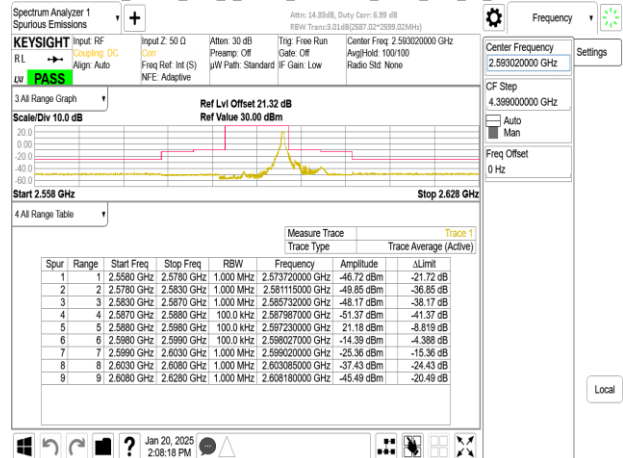 Spectrum Analyzer 1
Spurious Emissions
Atten: 14.89dB, Duty Corr: 6.99 dB
RBW Trans:3.01dB(2587.02~2599.02MHz)
Frequency
KEYSIGHT Input: RF Input Z: 50 Ω Atten: 30 dB Trig: Free Run Center Freq: 2.593020000 GHz
Coupling: DC Corr Preamp: Off Gate: Off Avg|Hold: 100/100
RL Align: Auto Freq Ref: Int (S) µW Path: Standard IF Gain: Low Radio Std: None
NFE: Adaptive
PASS
Center Frequency
2.593020000 GHz
Settings
CF Step
4.399000000 GHz
Auto
Man
Freq Offset
0 Hz
3 All Range Graph
Ref Lvl Offset 21.32 dB
Scale/Div 10.0 dB Ref Value 30.00 dBm
20.0
0.00
-20.0
-40.0
-60.0
Start 2.558 GHz Stop 2.628 GHz
4 All Range Table
Measure Trace Trace 1
Trace Type Trace Average (Active)
Spur Range Start Freq Stop Freq RBW Frequency Amplitude ΔLimit
1 1 2.5580 GHz 2.5780 GHz 1.000 MHz 2.573720000 GHz -46.72 dBm -21.72 dB
2 2 2.5780 GHz 2.5830 GHz 1.000 MHz 2.581115000 GHz -49.85 dBm -36.85 dB
3 3 2.5830 GHz 2.5870 GHz 1.000 MHz 2.585732000 GHz -48.17 dBm -38.17 dB
4 4 2.5870 GHz 2.5880 GHz 100.0 kHz 2.587987000 GHz -51.37 dBm -41.37 dB
5 5 2.5880 GHz 2.5980 GHz 100.0 kHz 2.597230000 GHz 21.18 dBm -8.819 dB
6 6 2.5980 GHz 2.5990 GHz 100.0 kHz 2.598027000 GHz -14.39 dBm -4.388 dB
7 7 2.5990 GHz 2.6030 GHz 1.000 MHz 2.599020000 GHz -25.36 dBm -15.36 dB
8 8 2.6030 GHz 2.6080 GHz 1.000 MHz 2.603085000 GHz -37.43 dBm -24.43 dB
9 9 2.6080 GHz 2.6280 GHz 1.000 MHz 2.608180000 GHz -45.49 dBm -20.49 dB
Local
Jan 20, 2025
2:08:18 PM